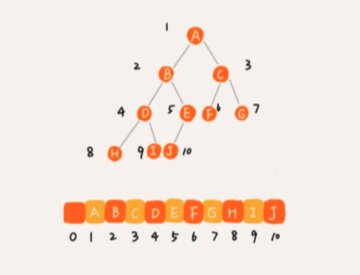 1 A
2 B C 3
4 D 5 E F 6 G 7
8 H 9 I J 10
A B C D E F G H I J
0 1 2 3 4 5 6 7 8 9 10